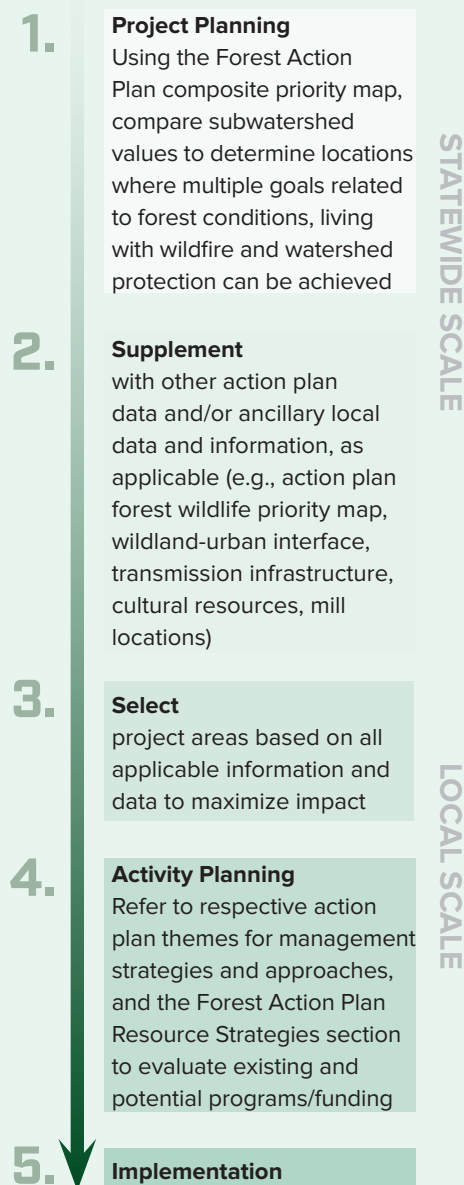 1.
Project Planning
Using the Forest Action
Plan composite priority map,
compare subwatershed
values to determine locations
where multiple goals related
to forest conditions, living
with wildfire and watershed
protection can be achieved
STATEWIDE SCALE
2.
Supplement
with other action plan
data and/or ancillary local
data and information, as
applicable (e.g., action plan
forest wildlife priority map,
wildland-urban interface,
transmission infrastructure,
cultural resources, mill
locations)
3.
Select
project areas based on all
applicable information and
data to maximize impact
LOCAL SCALE
4.
Activity Planning
Refer to respective action
plan themes for management
strategies and approaches,
and the Forest Action Plan
Resource Strategies section
to evaluate existing and
potential programs/funding
5.
Implementation